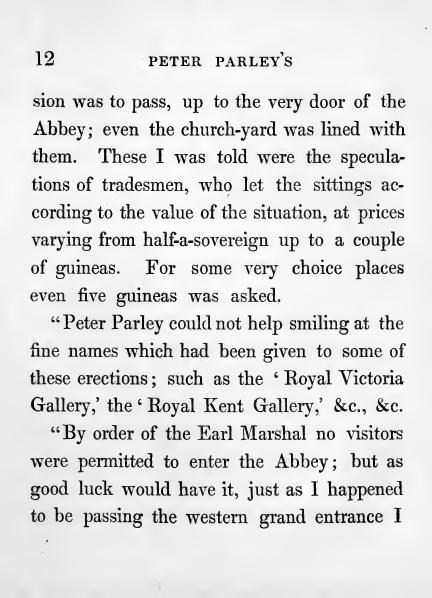 12 PETER PARLEY'S
sion was to pass, up to the very door of the
Abbey; even the church-yard was lined with
them. These I was told were the specula-
tions of tradesmen, who let the sittings ac-
cording to the value of the situation, at prices
varying from half-a-sovereign up to a couple
of guineas. For some very choice places
even five guineas was asked.
"Peter Parley could not help smiling at the
fine names which had been given to some of
these erections; such as the ‘ Royal Victoria
Gallery,’ the ‘ Royal Kent Gallery,’ &c., &c.
"By order of the Earl Marshal no visitors
were permitted to enter the Abbey; but as
good luck would have it, just as I happened
to be passing the western grand entrance I